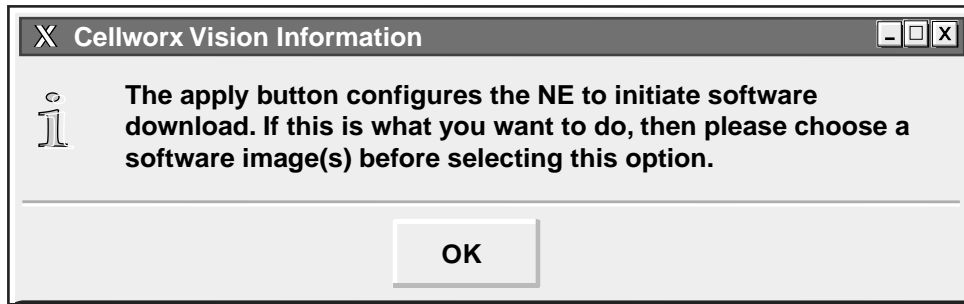 X Cellworx Vision Information
The apply button configures the NE to initiate software
download. If this is what you want to do, then please choose a
software image(s) before selecting this option.
OK